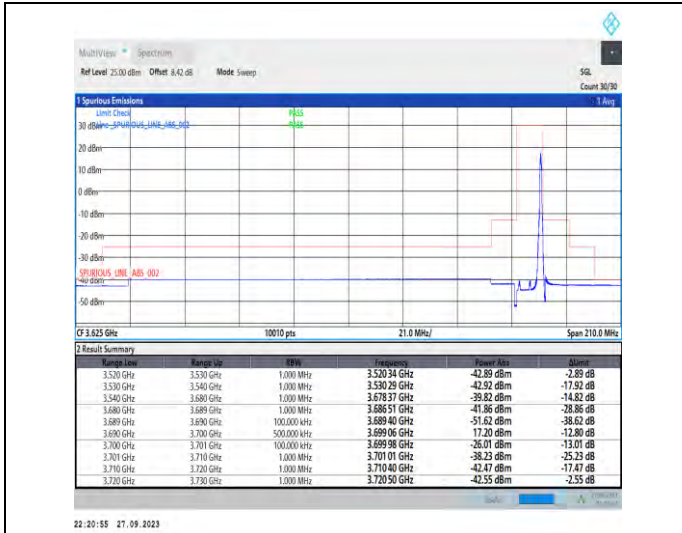 MultiView Spectrum
Ref Level 25.00 dBm Offset 8.42 dB Mode Sweep SGL
Count 30/30
1 Spurious Emissions 1 Avg
Limit Check PASS
30 dBm Line _SPURIOUS_LINE_ABS_002 PASS
20 dBm
10 dBm
0 dBm
-10 dBm
-20 dBm
-30 dBm
_SPURIOUS_LINE_ABS_002
-40 dBm
-50 dBm
CF 3.625 GHz 10010 pts 21.0 MHz/ Span 210.0 MHz
2 Result Summary
Range Low Range Up RBW Frequency Power Abs ΔLimit
3.520 GHz 3.530 GHz 1.000 MHz 3.520 34 GHz -42.89 dBm -2.89 dB
3.530 GHz 3.540 GHz 1.000 MHz 3.530 29 GHz -42.92 dBm -17.92 dB
3.540 GHz 3.680 GHz 1.000 MHz 3.678 37 GHz -39.82 dBm -14.82 dB
3.680 GHz 3.689 GHz 1.000 MHz 3.686 51 GHz -41.86 dBm -28.86 dB
3.689 GHz 3.690 GHz 100.000 kHz 3.689 40 GHz -51.62 dBm -38.62 dB
3.690 GHz 3.700 GHz 500.000 kHz 3.699 06 GHz 17.20 dBm -12.80 dB
3.700 GHz 3.701 GHz 100.000 kHz 3.699 98 GHz -26.01 dBm -13.01 dB
3.701 GHz 3.710 GHz 1.000 MHz 3.701 01 GHz -38.23 dBm -25.23 dB
3.710 GHz 3.720 GHz 1.000 MHz 3.710 40 GHz -42.47 dBm -17.47 dB
3.720 GHz 3.730 GHz 1.000 MHz 3.720 50 GHz -42.55 dBm -2.55 dB
22:20:55 27.09.2023